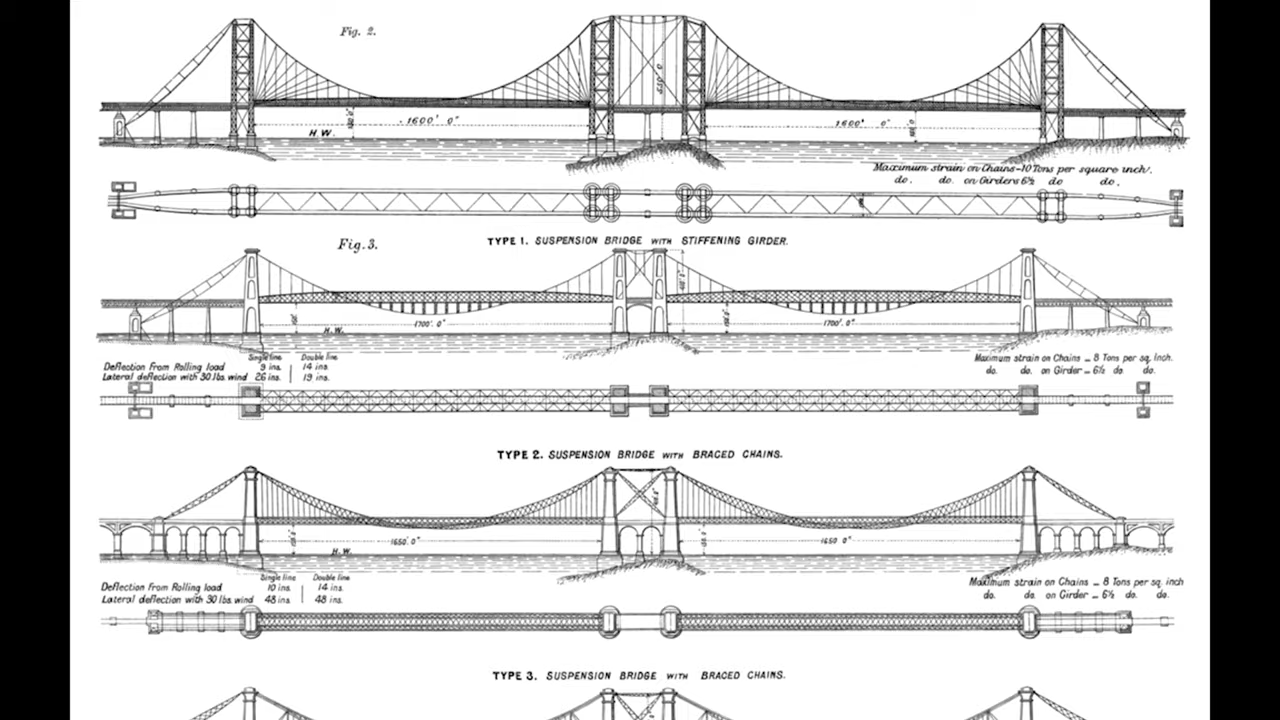 Fig. 2.
450'. 0"
. 1600' 0"
1600' 0"
H.W.
Maximum strain on Chains–10 Tons per square inch.
do. do. on Girders 6½ do do.
TYPE 1. SUSPENSION BRIDGE WITH STIFFENING GIRDER.
Fig. 3.
1700'. 0"
1700'. 0"
H.W.
Single line Double line
Deflection from Rolling load 9 ins. 14 ins.
Lateral deflection with 30 lbs. wind 26 ins. 19 ins.
Maximum strain on Chains – 8 Tons per sq. inch.
do. do. on Girder – 6½ do. do.
TYPE 2. SUSPENSION BRIDGE WITH BRACED CHAINS.
1650'. 0"
1650' 0"
H.W.
Single line Double line
Deflection from Rolling load 10 ins. 14 ins.
Lateral deflection with 30 lbs. wind 48 ins. 48 ins.
Maximum strain on Chains – 8 Tons per sq. inch
do. do. on Girder – 6½ do. do.
TYPE 3. SUSPENSION BRIDGE WITH BRACED CHAINS.